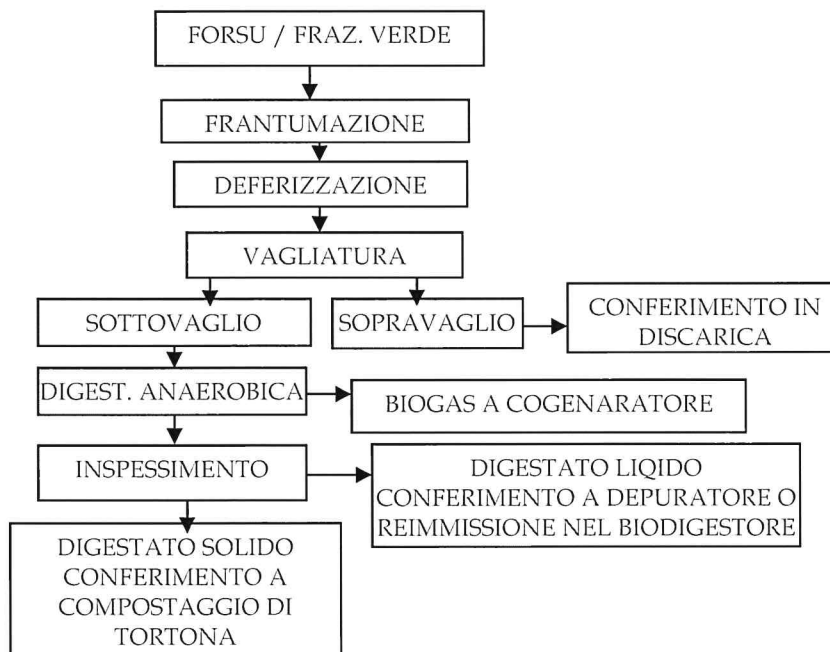 FORSU / FRAZ. VERDE
FRANTUMAZIONE
DEFERIZZAZIONE
VAGLIATURA
SOTTOVAGLIO
SOPRAVAGLIO
CONFERIMENTO IN
DISCARICA
DIGEST. ANAEROBICA
BIOGAS A COGENARATORE
INSPESSIMENTO
DIGESTATO LIQIDO
CONFERIMENTO A DEPURATORE O
REIMMISSIONE NEL BIODIGESTORE
DIGESTATO SOLIDO
CONFERIMENTO A
COMPOSTAGGIO DI
TORTONA